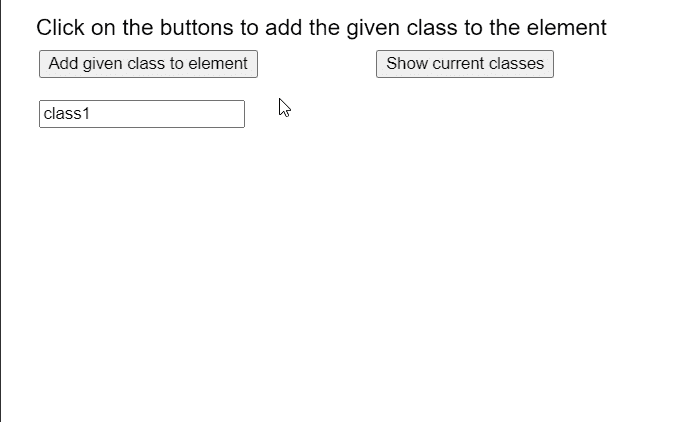 Click on the buttons to add the given class to the element
Add given class to element
Show current classes
class1